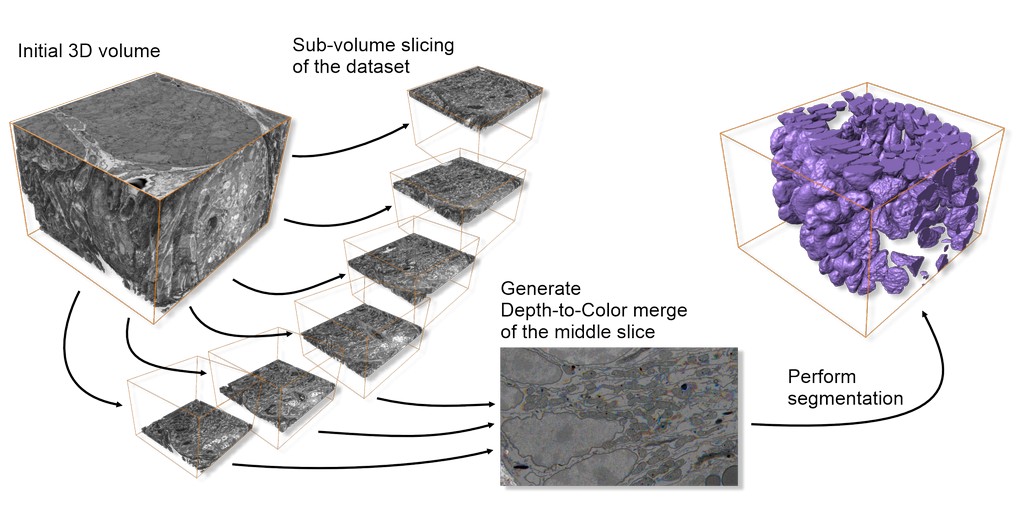 Initial 3D volume
Sub-volume slicing
of the dataset
Generate
Depth-to-Color merge
of the middle slice
Perform
segmentation